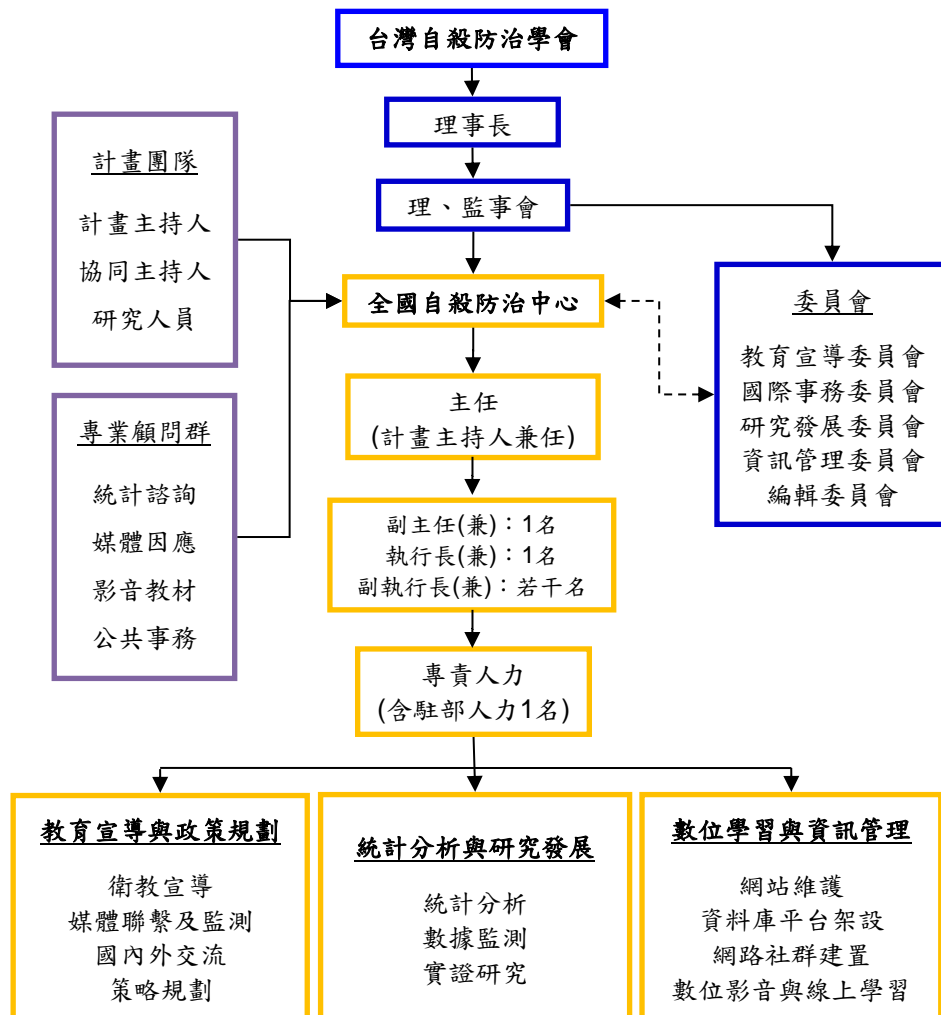 台灣自殺防治學會
理事長
理、監事會
計畫團隊
計畫主持人
協同主持人
研究人員
全國自殺防治中心
委員會
教育宣導委員會
國際事務委員會
研究發展委員會
資訊管理委員會
編輯委員會
專業顧問群
統計諮詢
媒體因應
影音教材
公共事務
主任
(計畫主持人兼任)
副主任(兼)：1名
執行長(兼)：1名
副執行長(兼)：若干名
專責人力
(含駐部人力1名)
教育宣導與政策規劃
衛教宣導
媒體聯繫及監測
國內外交流
策略規劃
統計分析與研究發展
統計分析
數據監測
實證研究
數位學習與資訊管理
網站維護
資料庫平台架設
網路社群建置
數位影音與線上學習